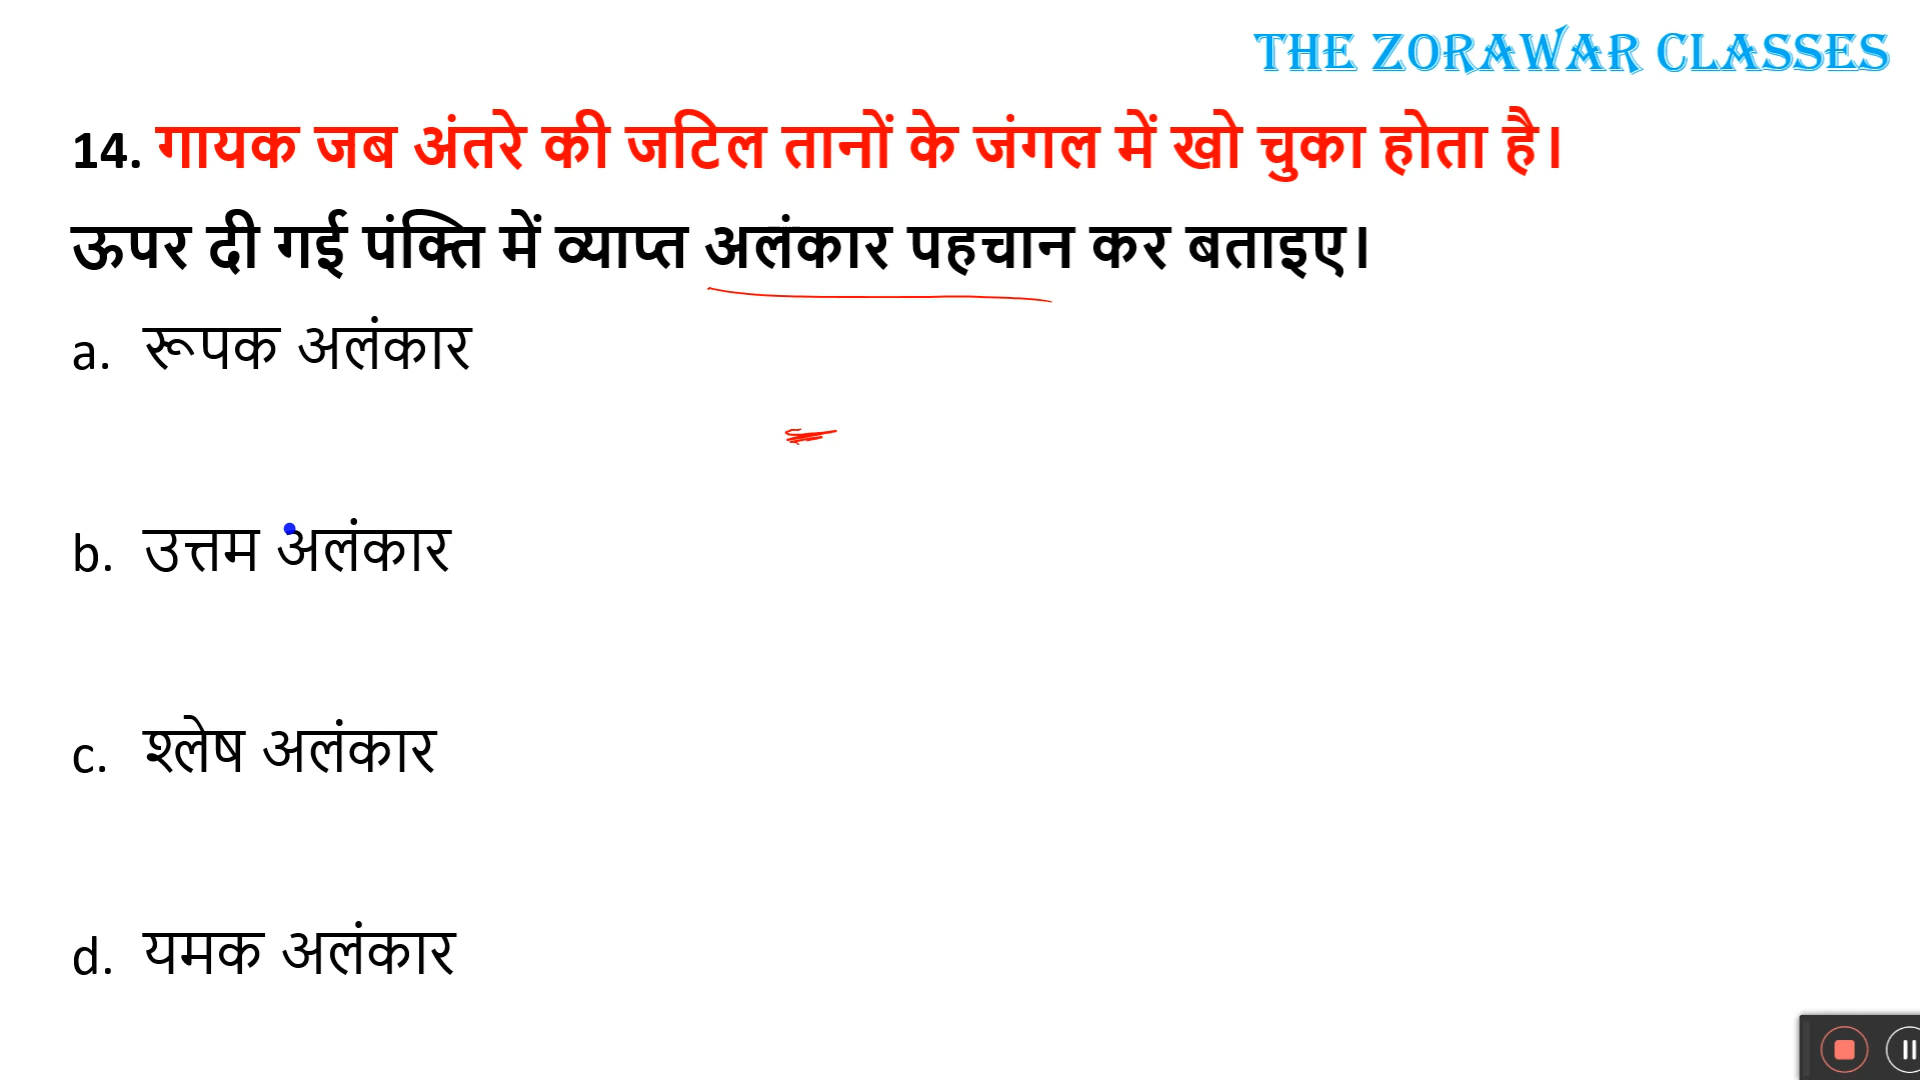 THE ZORAWAR CLASSES
14. गायक जब अंतरे की जटिल तानों के जंगल में खो चुका होता है।
ऊपर दी गई पंक्ति में व्याप्त अलंकार पहचान कर बताइए।
a. रूपक अलंकार
b. उत्तम अलंकार
c. श्लेष अलंकार
d. यमक अलंकार